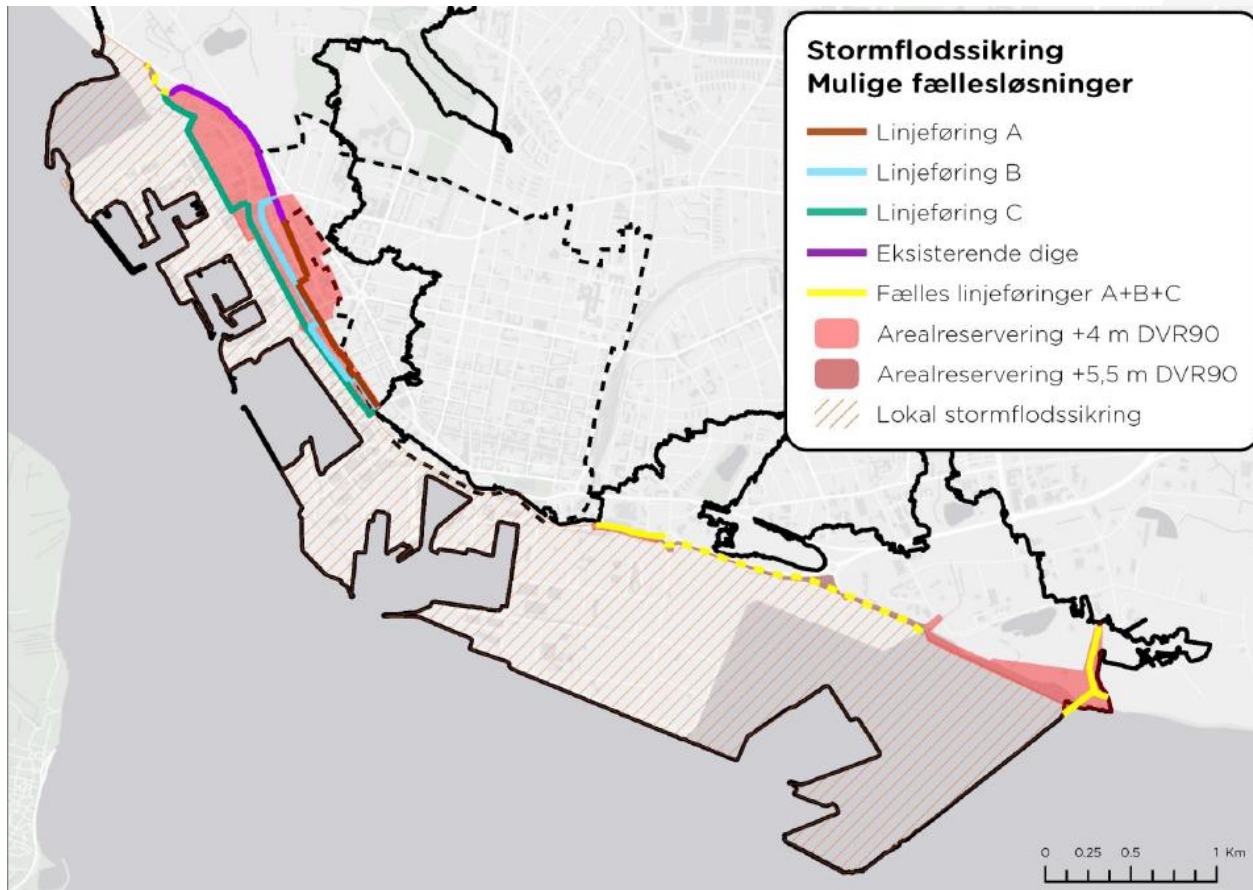 Stormflodssikring
Mulige fællesløsninger
Linjeføring A
Linjeføring B
Linjeføring C
Eksisterende dige
Fælles linjeføringer A+B+C
Arealreservering +4 m DVR90
Arealreservering +5,5 m DVR90
Lokal stormflodssikring
0 0.25 0.5 1 Km